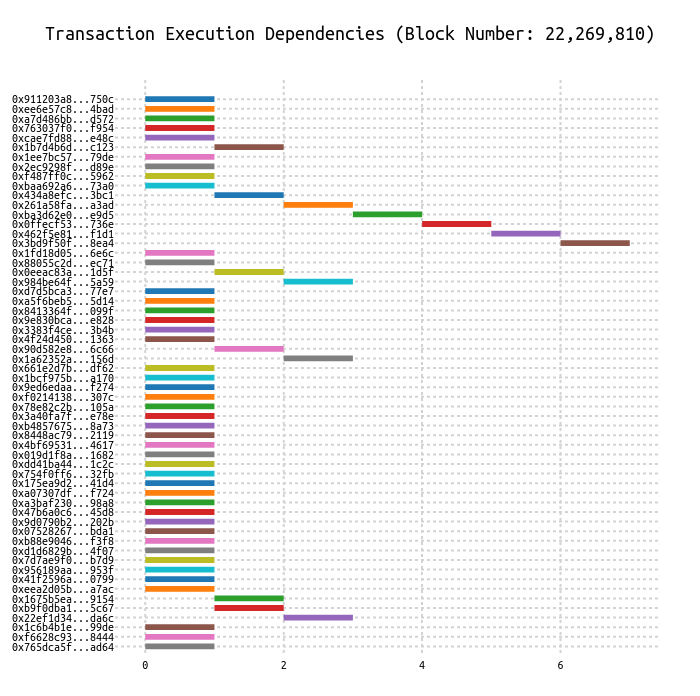 Transaction Execution Dependencies (Block Number: 22,269,810)
0x911203a8...750c
0xee6e57c8...4bad
0xa7d486bb...d572
0x763037f0...f954
0xcae7fd88...e48c
0x1b7d4b6d...c123
0x1ee7bc57...79de
0x2ec9298f...d89e
0xf487ff0c...5962
0xbaa692a6...73a0
0x434a8efc...3bc1
0x261a58fa...a3ad
0xba3d62e0...e9d5
0x0ffecf53...736e
0x462f5e81...f1d1
0x3bd9f50f...8ea4
0x1fd18d05...6e6c
0x88055c2d...ec71
0x0eeac83a...1d5f
0x984be64f...5a59
0xd7d5bca3...77e7
0xa5f6beb5...5d14
0x8413364f...099f
0x9e830bca...e828
0x3383f4ce...3b4b
0x4f24d450...1363
0x90d582e8...6c66
0x1a62352a...156d
0x661e2d7b...df62
0x1bcf975b...a170
0x9ed6edaa...f274
0xf0214138...307c
0x78e82c2b...105a
0x3a40fa7f...e78e
0xb4857675...8a73
0x8448ac79...2119
0x4bf69531...4617
0x019d1f8a...1682
0xdd41ba44...1c2c
0x754f0ff6...32fb
0x175ea9d2...41d4
0xa07307df...f724
0xa3baf230...98a8
0x47b6a0c6...45d8
0x9d0790b2...202b
0x07528267...bda1
0xb88e9046...f3f8
0xd1d6829b...4f07
0x7d7ae9f0...b7d9
0x956189aa...953f
0x41f2596a...0799
0xeea2d05b...a7ac
0x1675b5ea...9154
0xb9f0dba1...5c67
0x22ef1d34...da6c
0x1c6b4b1e...99de
0xf6628c93...8444
0x765dca5f...ad64
0 2 4 6